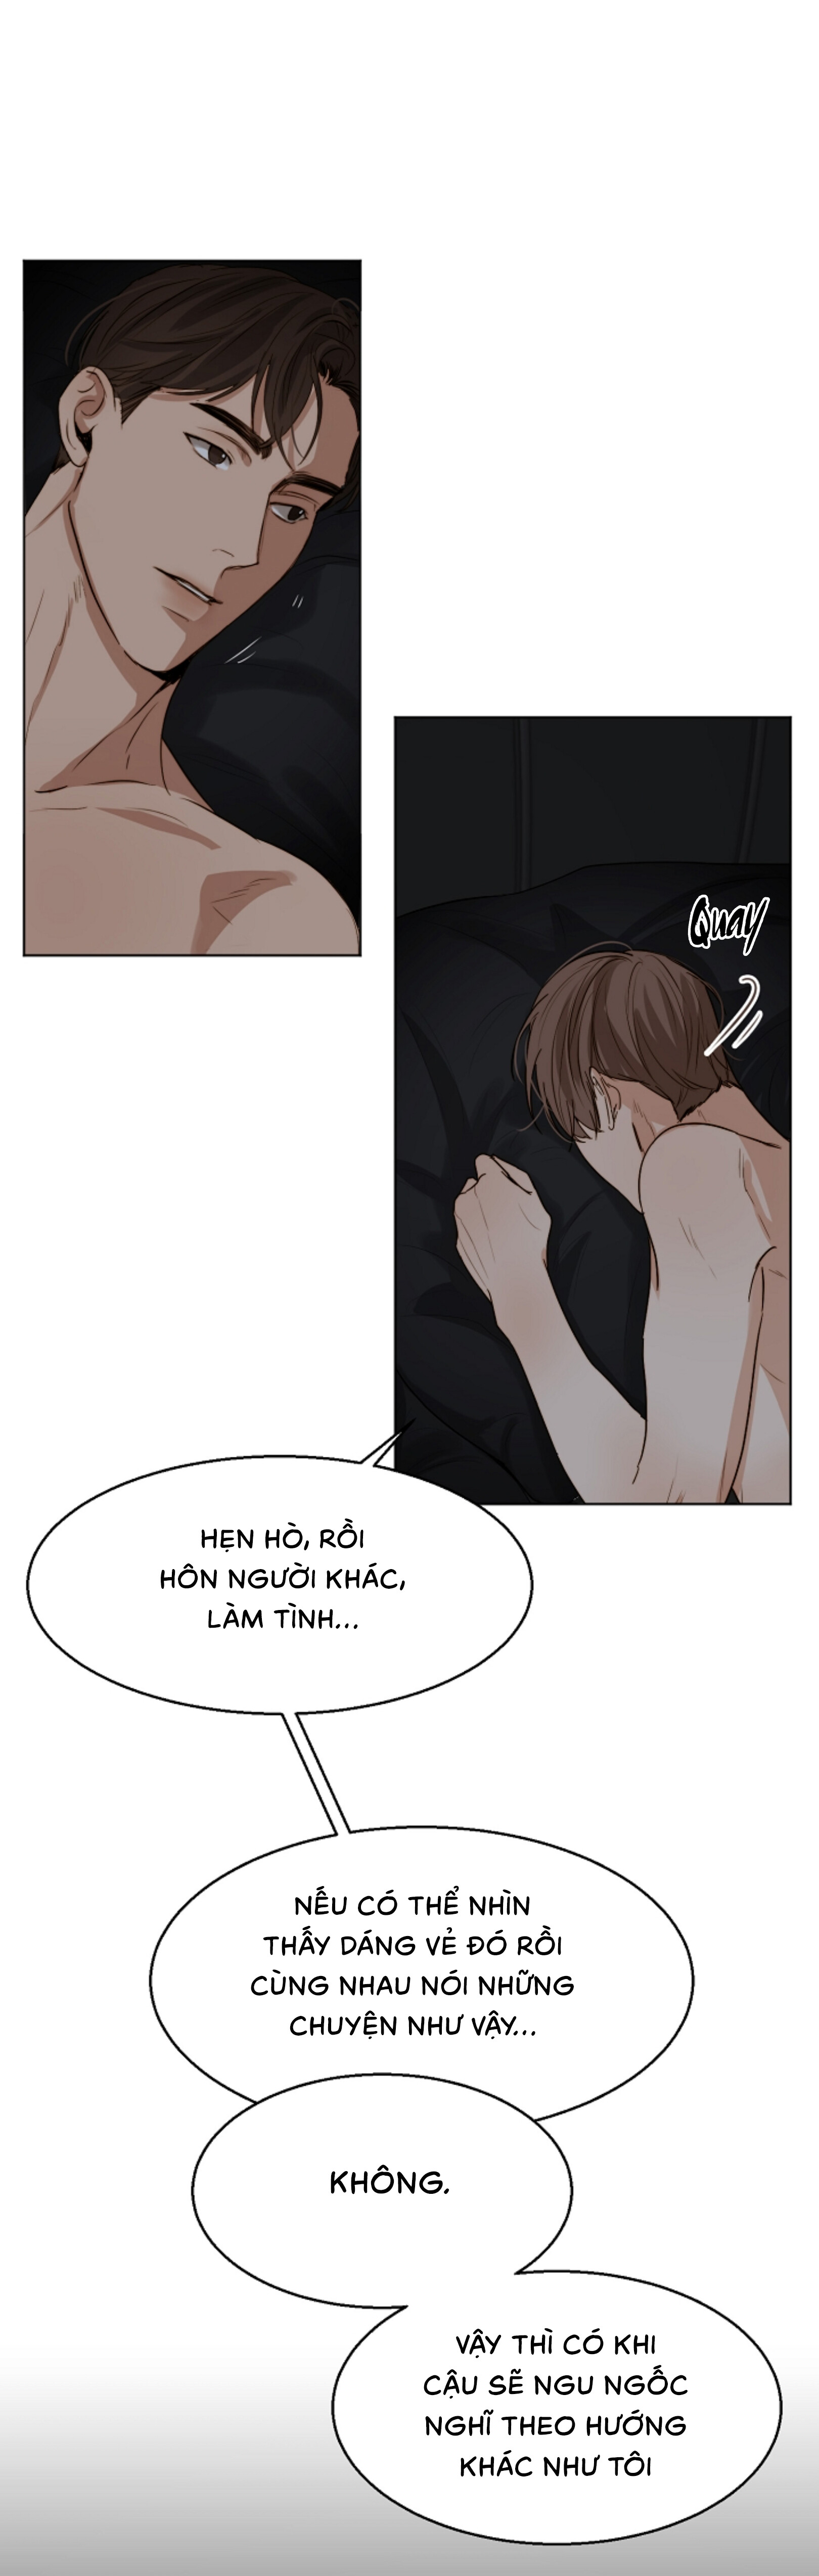 Quay
HẸN HÒ, RỒI
HÔN NGƯỜI KHÁC,
LÀM TÌNH...
NẾU CÓ THỂ NHÌN
THẤY DÁNG VẺ ĐÓ RỒI
CÙNG NHAU NÓI NHỮNG
CHUYỆN NHƯ VẬY...
KHÔNG.
VẬY THÌ CÓ KHI
CẬU SẼ NGU NGỐC
NGHĨ THEO HƯỚNG
KHÁC NHƯ TÔI